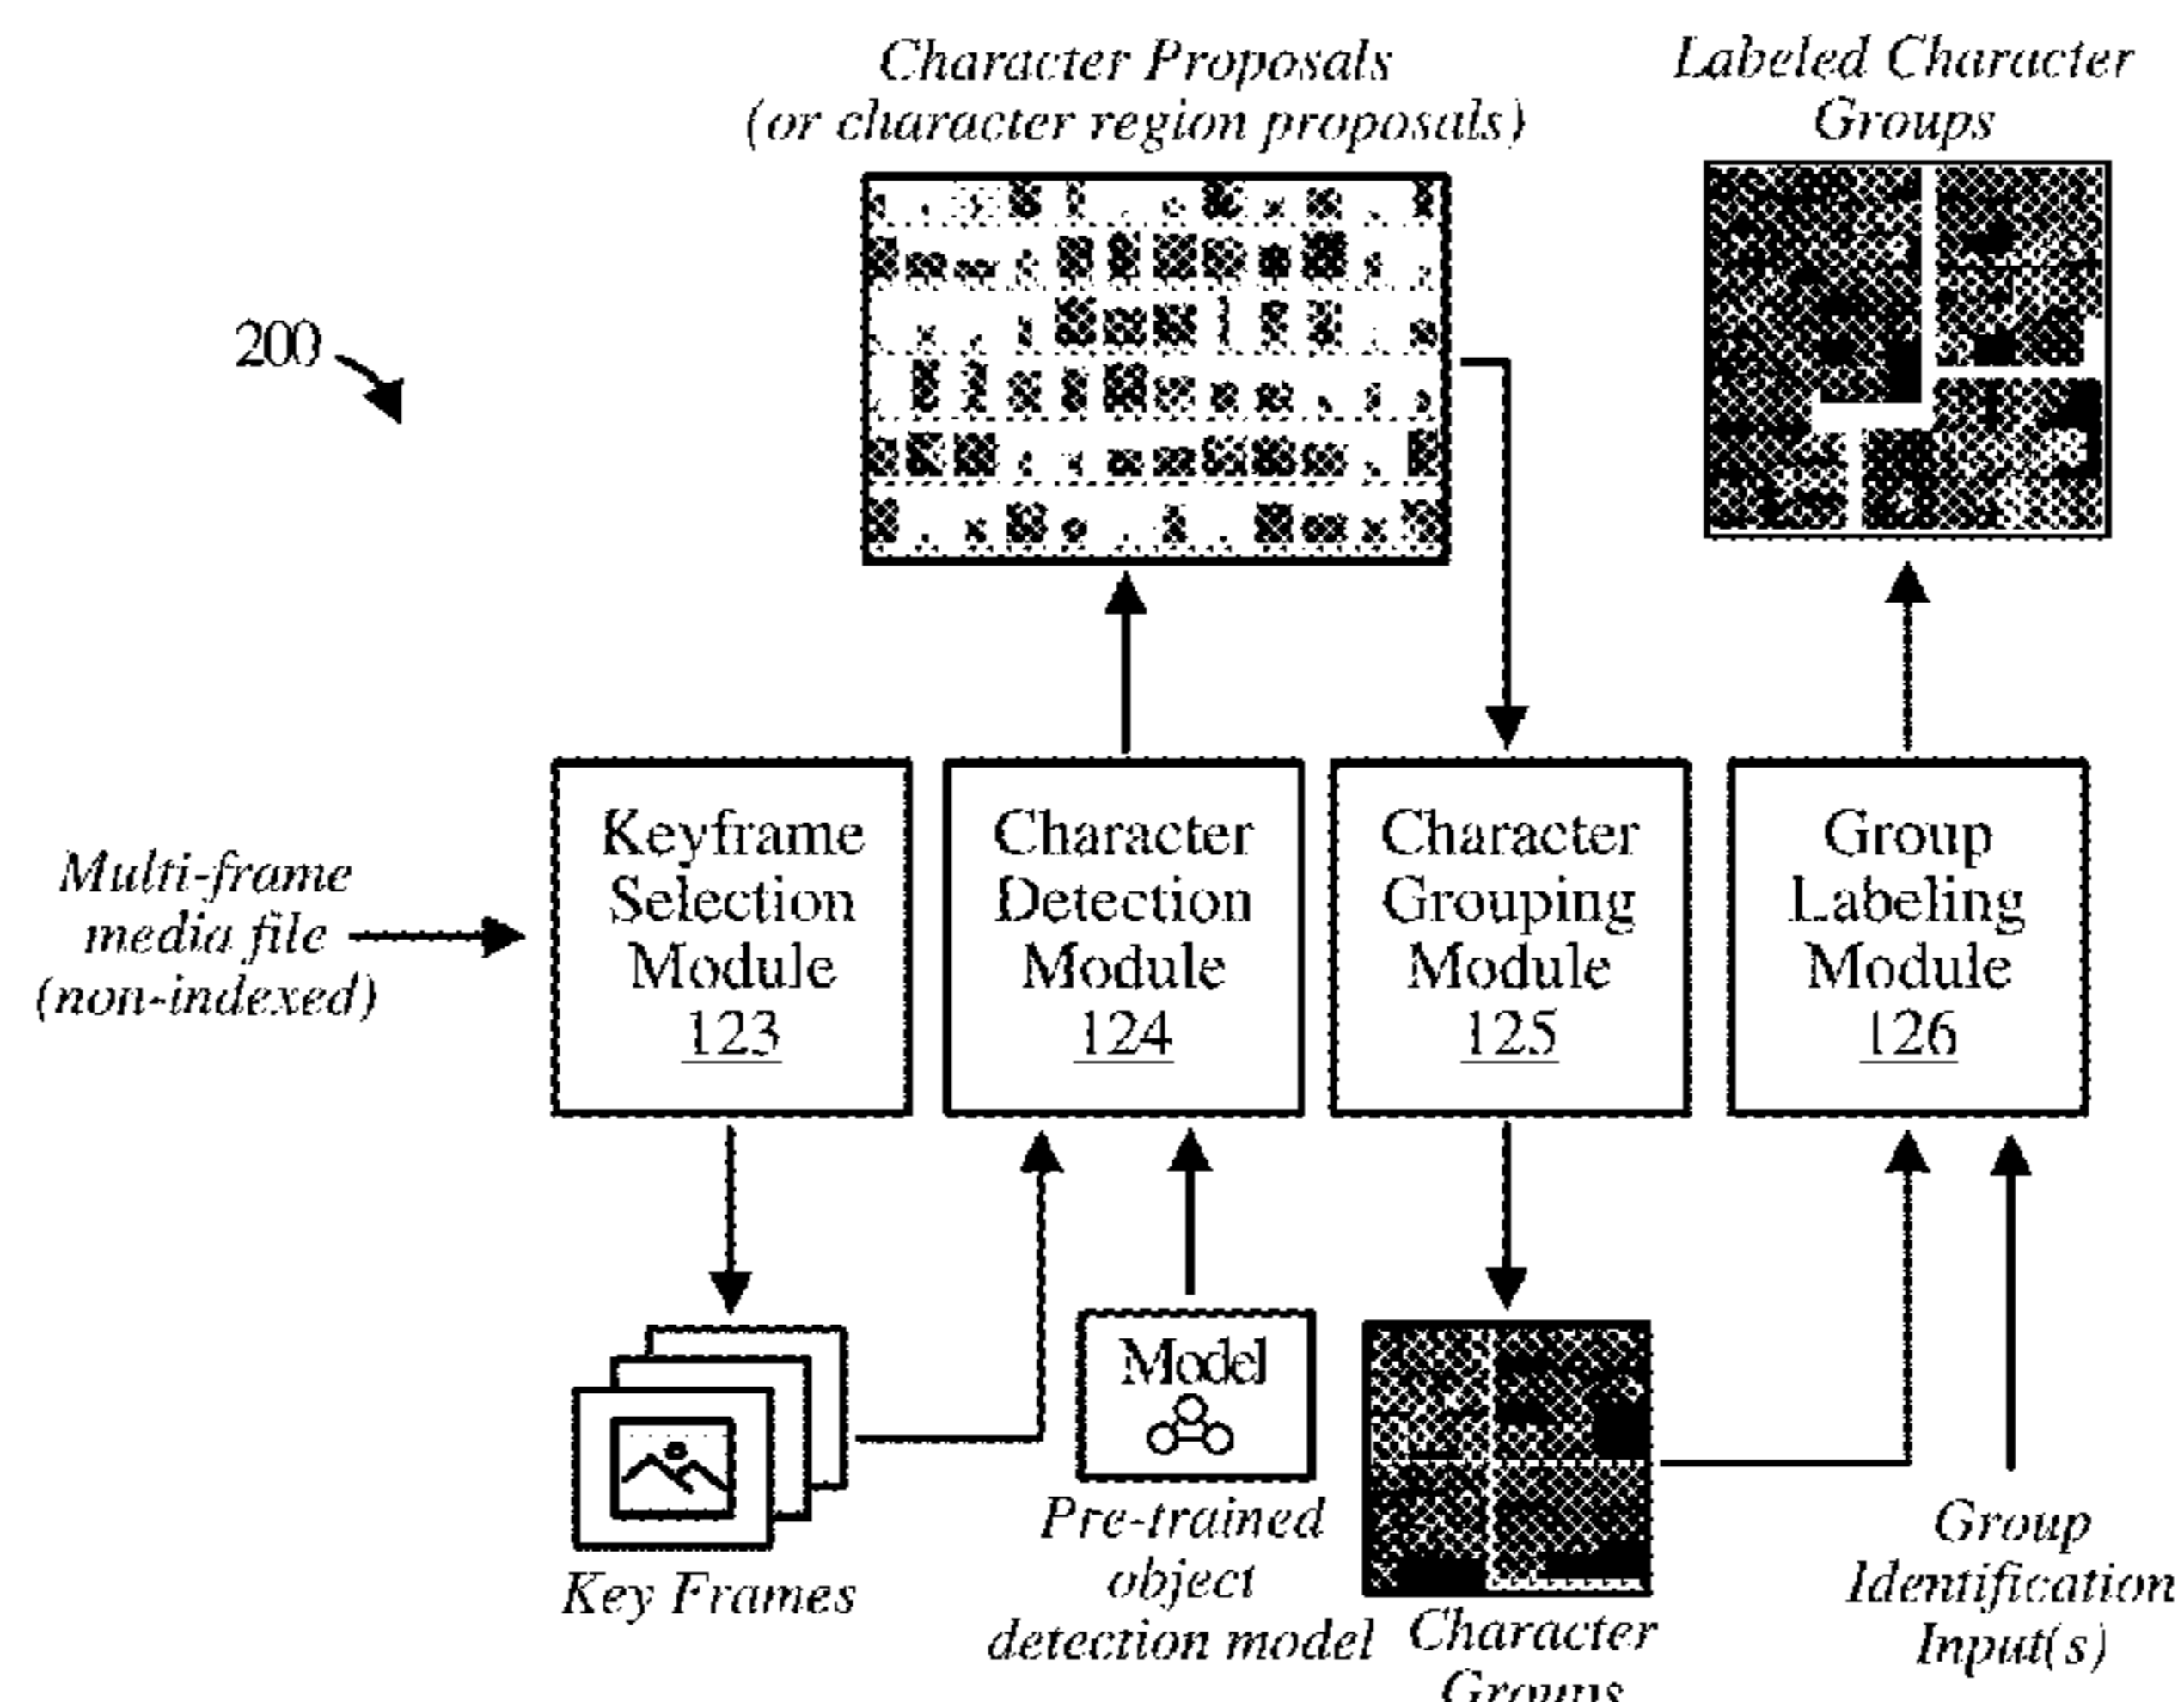 Character Proposals
(or character region proposals)
Labeled Character
Groups
200
Multi-frame
media file
(non-indexed)
Keyframe
Selection
Module
123
Character
Detection
Module
124
Character
Grouping
Module
125
Group
Labeling
Module
126
Key Frames
Model
Pre-trained
object
detection model
Character
Groups
Group
Identification
Input(s)